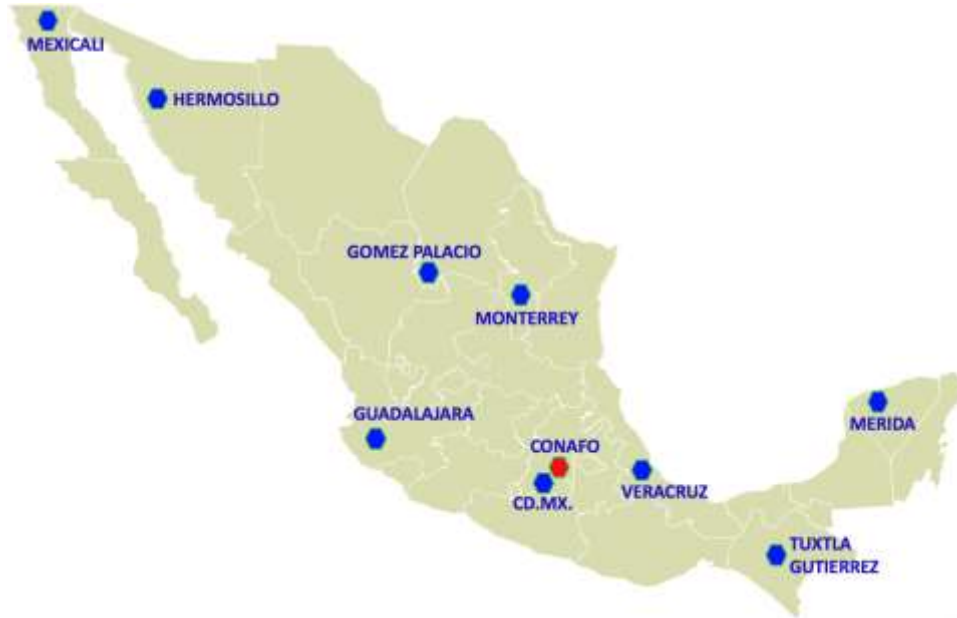 MEXICALI
HERMOSILLO
GOMEZ PALACIO
MONTERREY
MERIDA
GUADALAJARA
CONAFO
VERACRUZ
CD.MX.
TUXTLA
GUTIERREZ